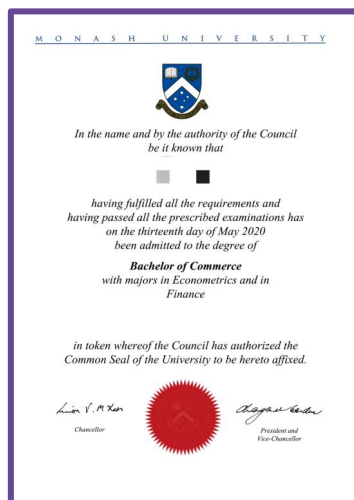 MONASH UNIVERSITY
In the name and by the authority of the Council
be it known that
having fulfilled all the requirements and
having passed all the prescribed examinations has
on the thirteenth day of May 2020
been admitted to the degree of
Bachelor of Commerce
with majors in Econometrics and in
Finance
in token whereof the Council has authorized the
Common Seal of the University to be hereto affixed.
Chancellor
President and
Vice-Chancellor